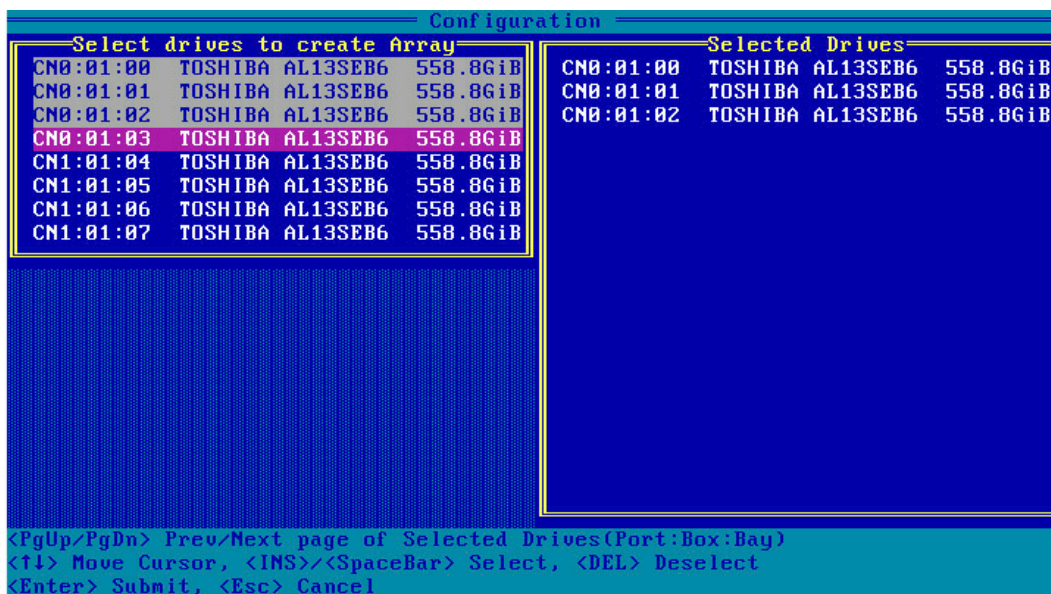 Configuration
Select drives to create Array
CN0:01:00 TOSHIBA AL13SEB6 558.8GiB
CN0:01:01 TOSHIBA AL13SEB6 558.8GiB
CN0:01:02 TOSHIBA AL13SEB6 558.8GiB
CN0:01:03 TOSHIBA AL13SEB6 558.8GiB
CN1:01:04 TOSHIBA AL13SEB6 558.8GiB
CN1:01:05 TOSHIBA AL13SEB6 558.8GiB
CN1:01:06 TOSHIBA AL13SEB6 558.8GiB
CN1:01:07 TOSHIBA AL13SEB6 558.8GiB
Selected Drives
CN0:01:00 TOSHIBA AL13SEB6 558.8GiB
CN0:01:01 TOSHIBA AL13SEB6 558.8GiB
CN0:01:02 TOSHIBA AL13SEB6 558.8GiB
<PgUp/PgDn> Prev/Next page of Selected Drives(Port:Box:Bay)
<↑↓> Move Cursor, <INS>/<SpaceBar> Select, <DEL> Deselect
<Enter> Submit, <Esc> Cancel